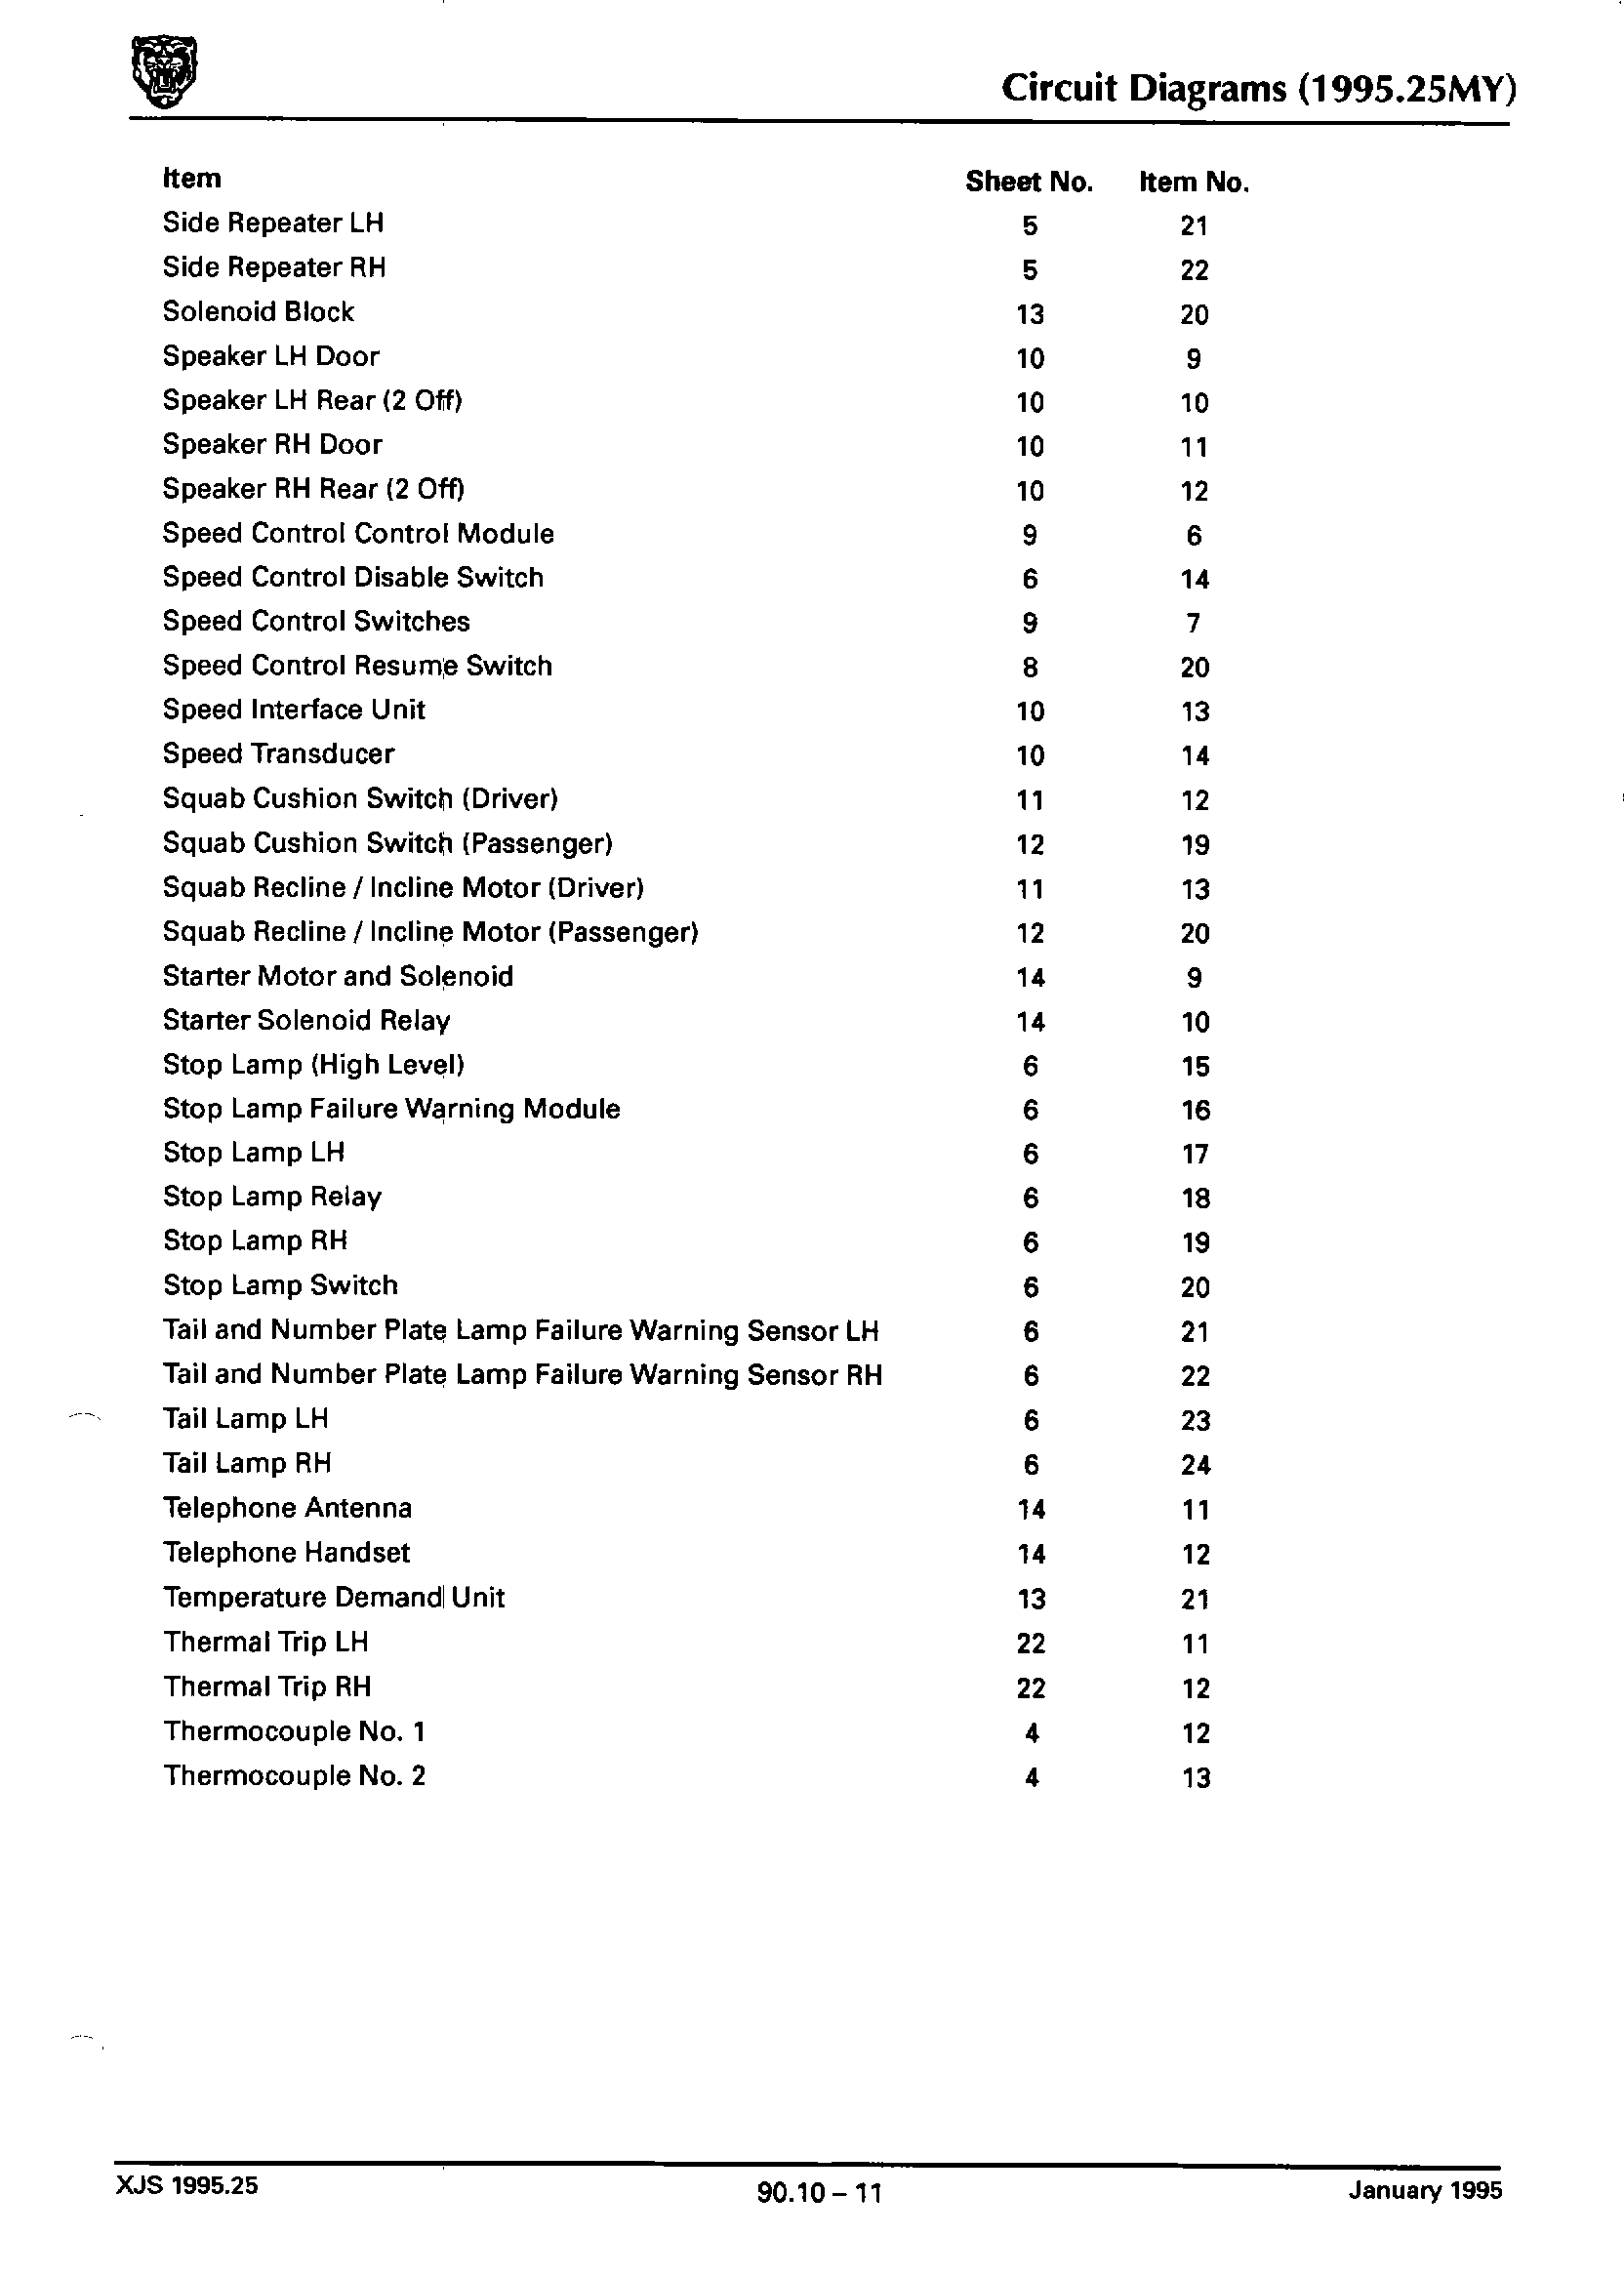 Circuit Diagrams (1995.25MY)
Item Sheet No. Item No.
Side Repeater LH 5 21
Side Repeater RH 5 22
Solenoid Block 13 20
Speaker LH Door 10 9
Speaker LH Rear (2 Off) 10 10
Speaker RH Door 10 11
Speaker RH Rear (2 Off) 10 12
Speed Control Control Module 9 6
Speed Control Disable Switch 6 14
Speed Control Switches 9 7
Speed Control Resume Switch 8 20
Speed Interface Unit 10 13
Speed Transducer 10 14
Squab Cushion Switch (Driver) 11 12
Squab Cushion Switch (Passenger) 12 19
Squab Recline / Incline Motor (Driver) 11 13
Squab Recline / Incline Motor (Passenger) 12 20
Starter Motor and Solenoid 14 9
Starter Solenoid Relay 14 10
Stop Lamp (High Level) 6 15
Stop Lamp Failure Warning Module 6 16
Stop Lamp LH 6 17
Stop Lamp Relay 6 18
Stop Lamp RH 6 19
Stop Lamp Switch 6 20
Tail and Number Plate Lamp Failure Warning Sensor LH 6 21
Tail and Number Plate Lamp Failure Warning Sensor RH 6 22
Tail Lamp LH 6 23
Tail Lamp RH 6 24
Telephone Antenna 14 11
Telephone Handset 14 12
Temperature Demand Unit 13 21
Thermal Trip LH 22 11
Thermal Trip RH 22 12
Thermocouple No. 1 4 12
Thermocouple No. 2 4 13
XJS 1995.25 90.10 – 11 January 1995